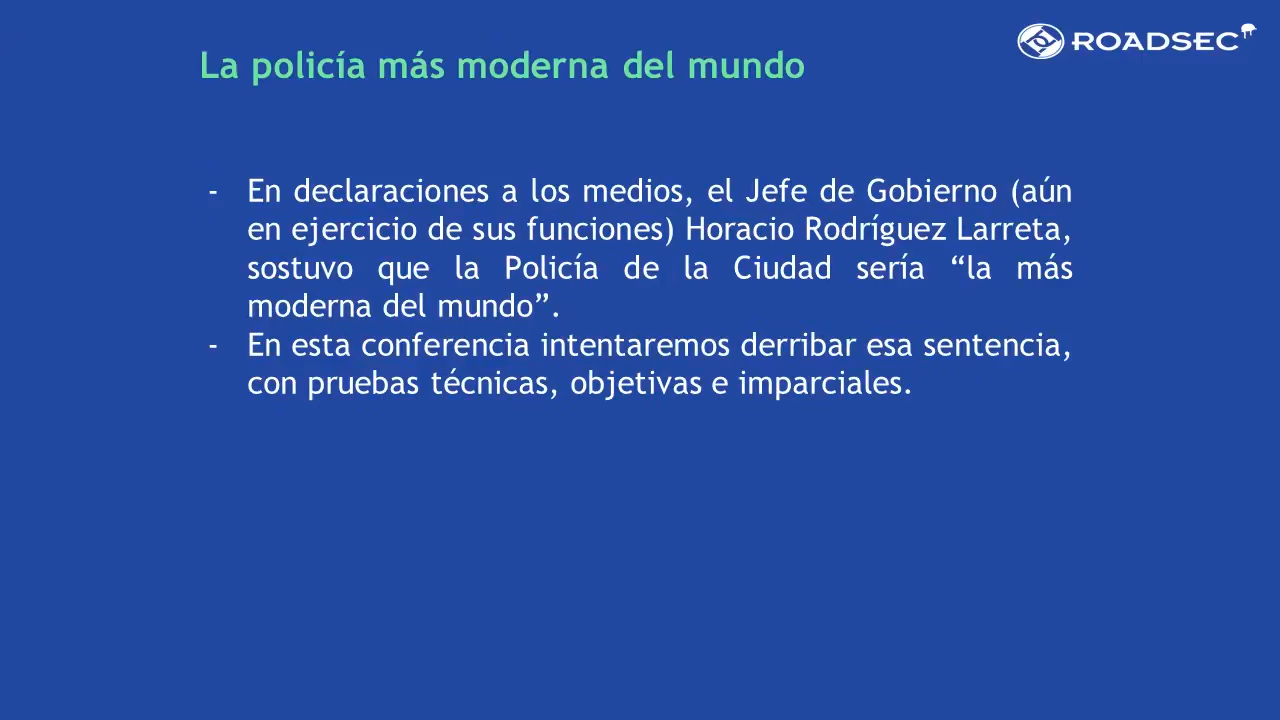 ROADSEC
La policía más moderna del mundo
- En declaraciones a los medios, el Jefe de Gobierno (aún
en ejercicio de sus funciones) Horacio Rodríguez Larreta,
sostuvo que la Policía de la Ciudad sería “la más
moderna del mundo”.
- En esta conferencia intentaremos derribar esa sentencia,
con pruebas técnicas, objetivas e imparciales.